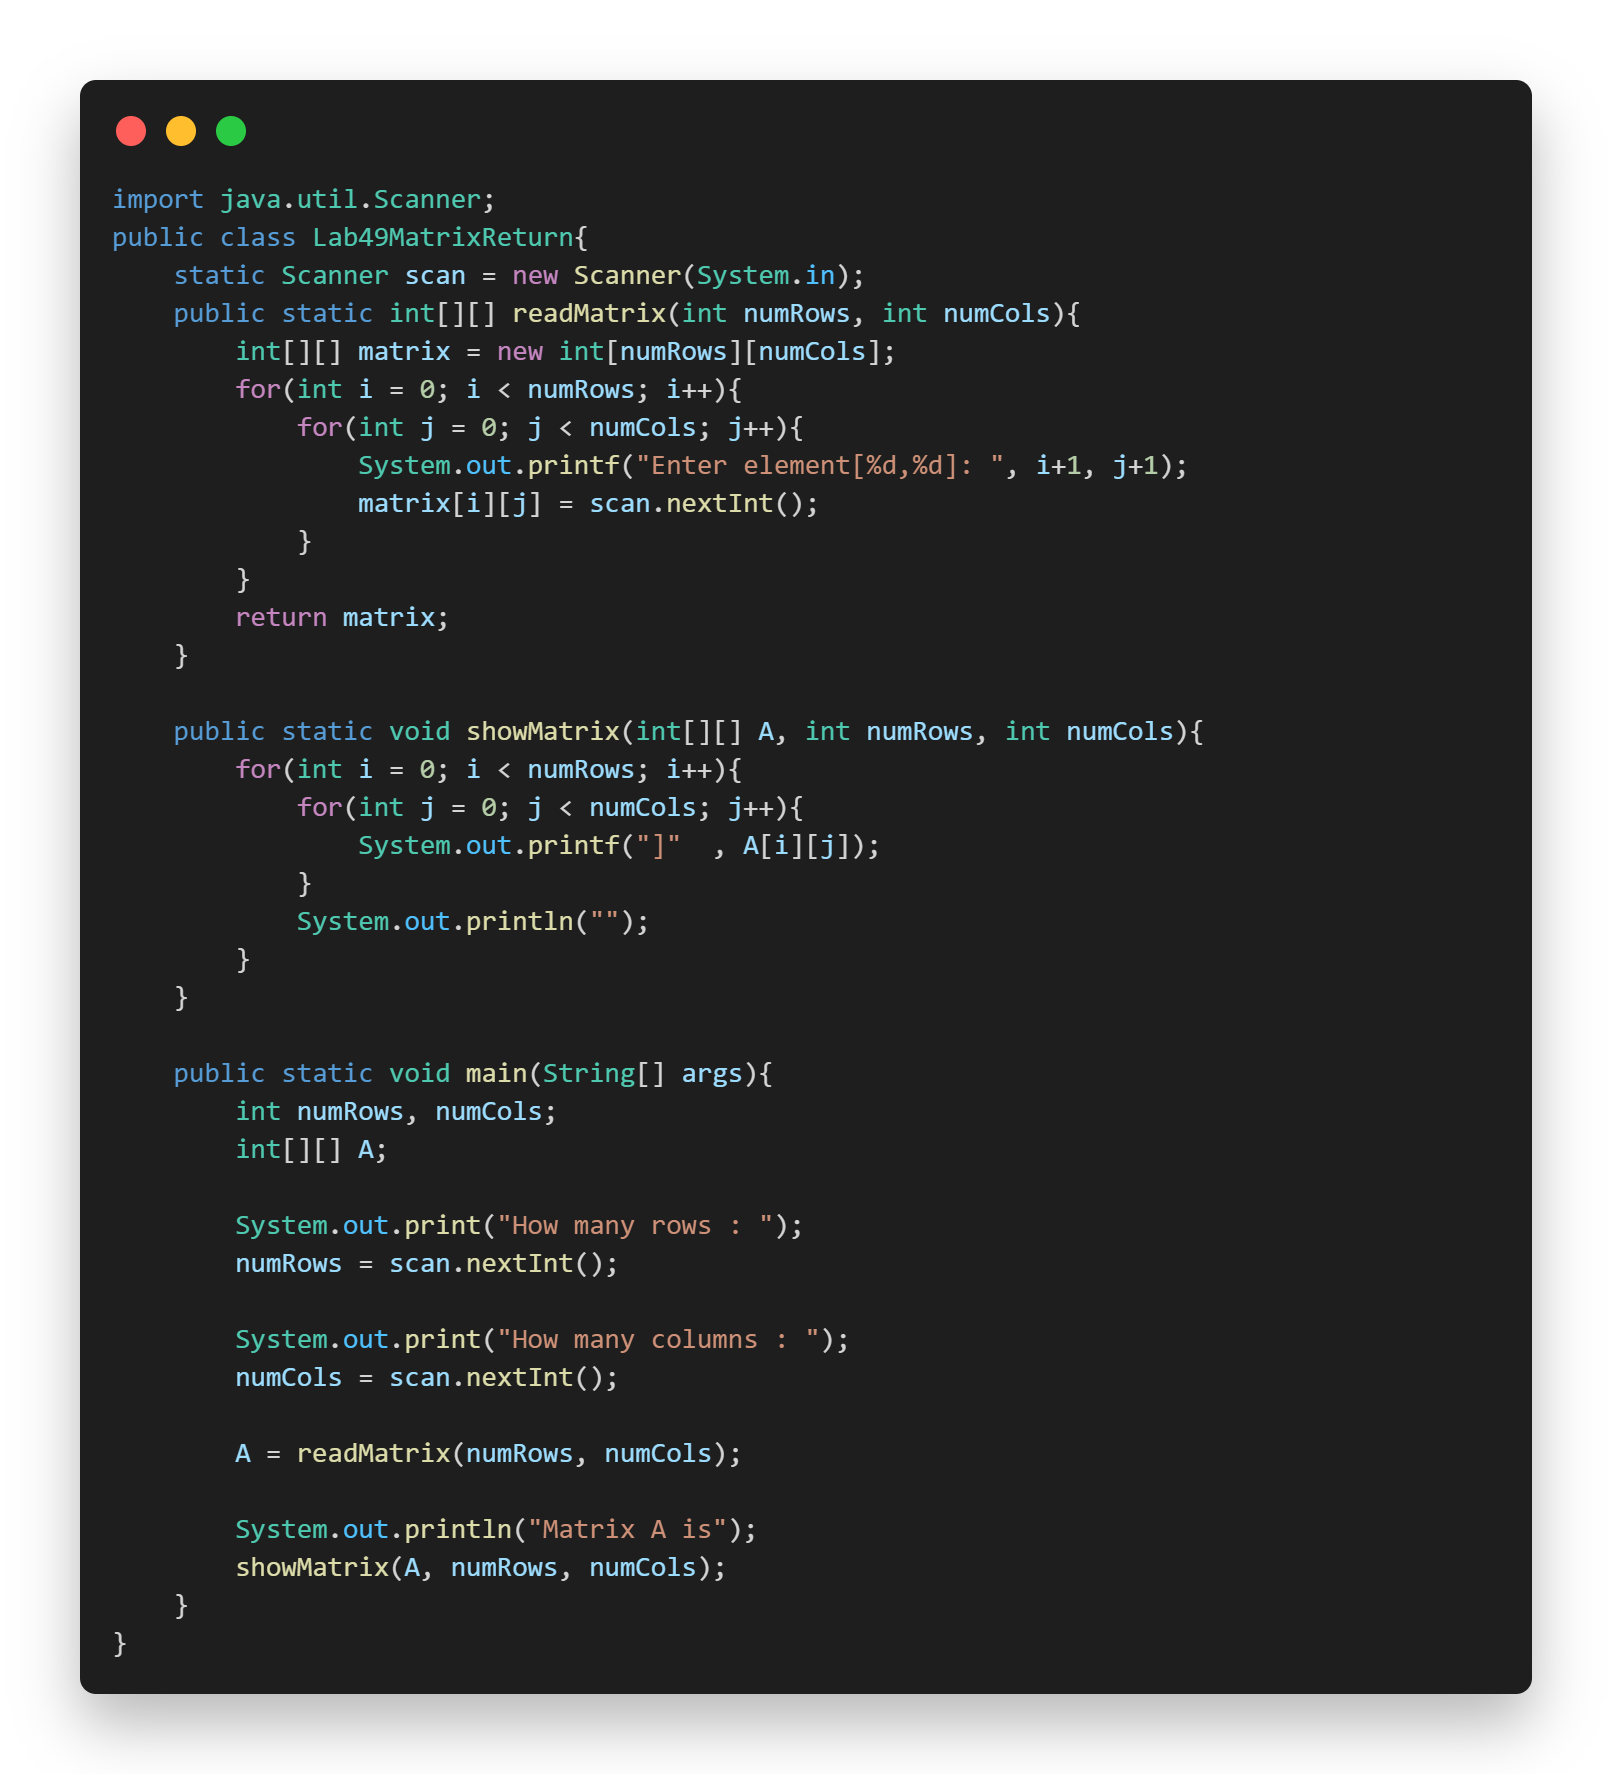 import java.util.Scanner;
public class Lab49MatrixReturn{
    static Scanner scan = new Scanner(System.in);
    public static int[][] readMatrix(int numRows, int numCols){
        int[][] matrix = new int[numRows][numCols];
        for(int i = 0; i < numRows; i++){
            for(int j = 0; j < numCols; j++){
                System.out.printf("Enter element[%d,%d]: ", i+1, j+1);
                matrix[i][j] = scan.nextInt();
            }
        }
        return matrix;
    }

    public static void showMatrix(int[][] A, int numRows, int numCols){
        for(int i = 0; i < numRows; i++){
            for(int j = 0; j < numCols; j++){
                System.out.printf("]"  , A[i][j]);
            }
            System.out.println("");
        }
    }

    public static void main(String[] args){
        int numRows, numCols;
        int[][] A;

        System.out.print("How many rows : ");
        numRows = scan.nextInt();

        System.out.print("How many columns : ");
        numCols = scan.nextInt();

        A = readMatrix(numRows, numCols);

        System.out.println("Matrix A is");
        showMatrix(A, numRows, numCols);
    }
}